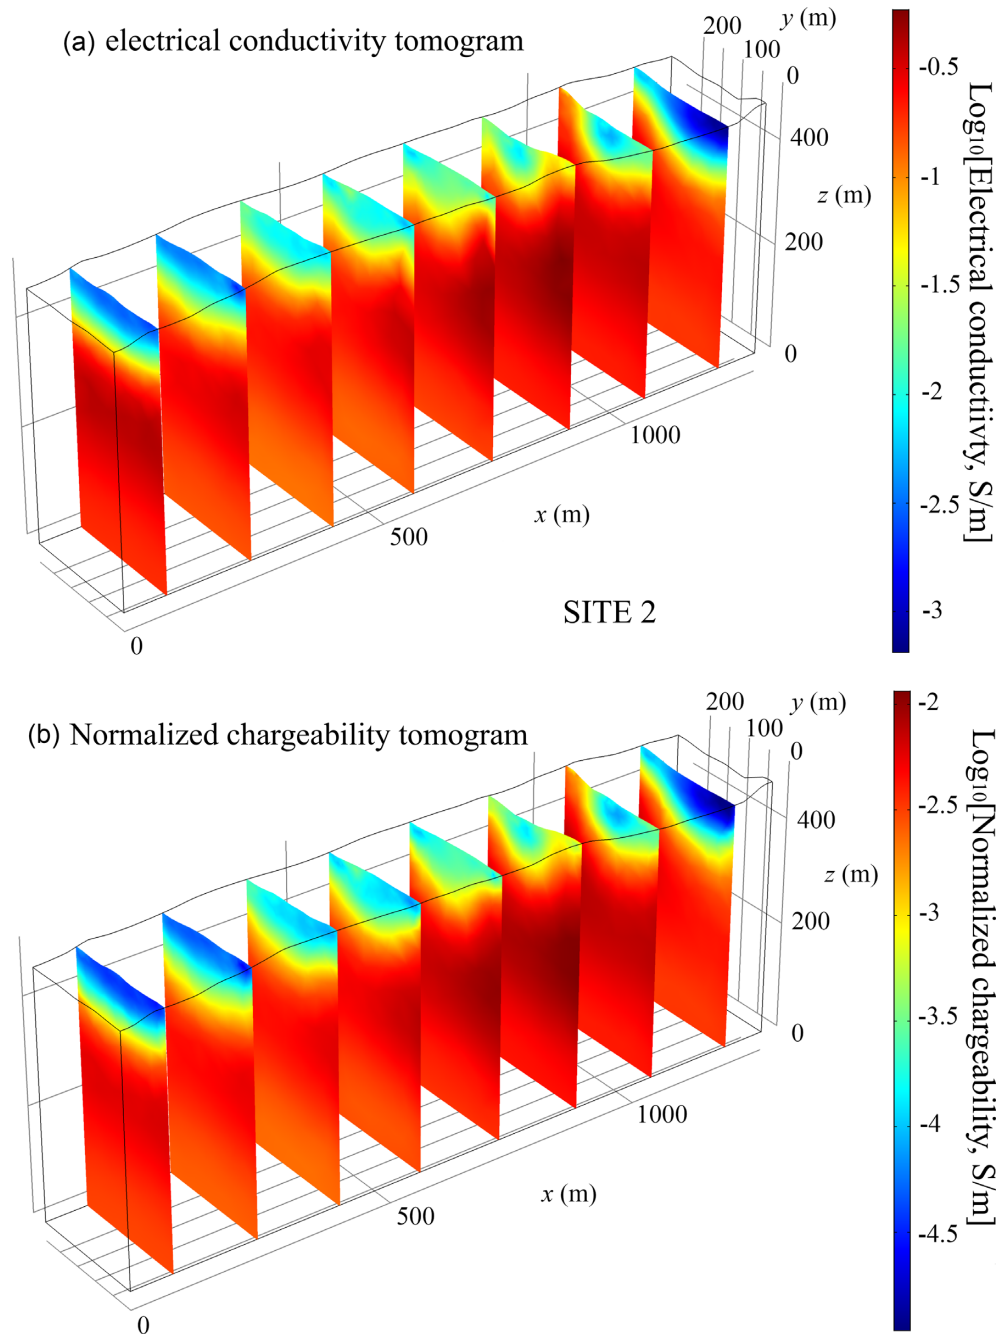 (a) electrical conductivity tomogram
y (m)
200
100
0
400
z (m)
200
0
1000
x (m)
500
0
SITE 2
-0.5
-1
-1.5
-2
-2.5
-3
Log10[Electrical conductiivty, S/m]
(b) Normalized chargeability tomogram
y (m)
200
100
0
400
z (m)
200
0
1000
x (m)
500
0
-2
-2.5
-3
-3.5
-4
-4.5
Log10[Normalized chargeability, S/m]